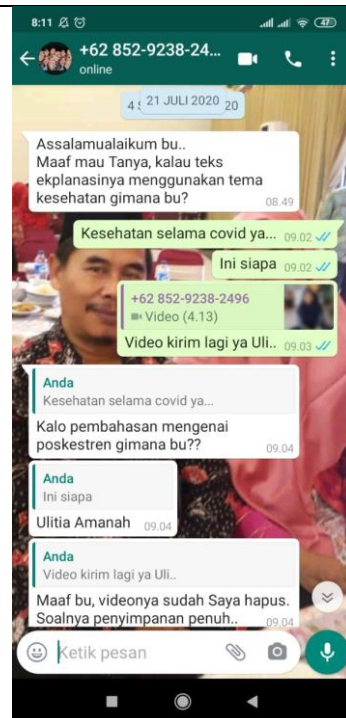 8:11
47
+62 852-9238-24...
online
21 JULI 2020
Assalamualaikum bu..
Maaf mau Tanya, kalau teks
ekplanasinya menggunakan tema
kesehatan gimana bu?
08.49
Kesehatan selama covid ya...
09.02
Ini siapa
09.02
+62 852-9238-2496
Video (4.13)
Video kirim lagi ya Uli..
09.03
Anda
Kesehatan selama covid ya...
Kalo pembahasan mengenai
poskestren gimana bu??
09.04
Anda
Ini siapa
Ulitia Amanah
09.04
Anda
Video kirim lagi ya Uli..
Maaf bu, videonya sudah Saya hapus.
Soalnya penyimpanan penuh..
09.04
Ketik pesan